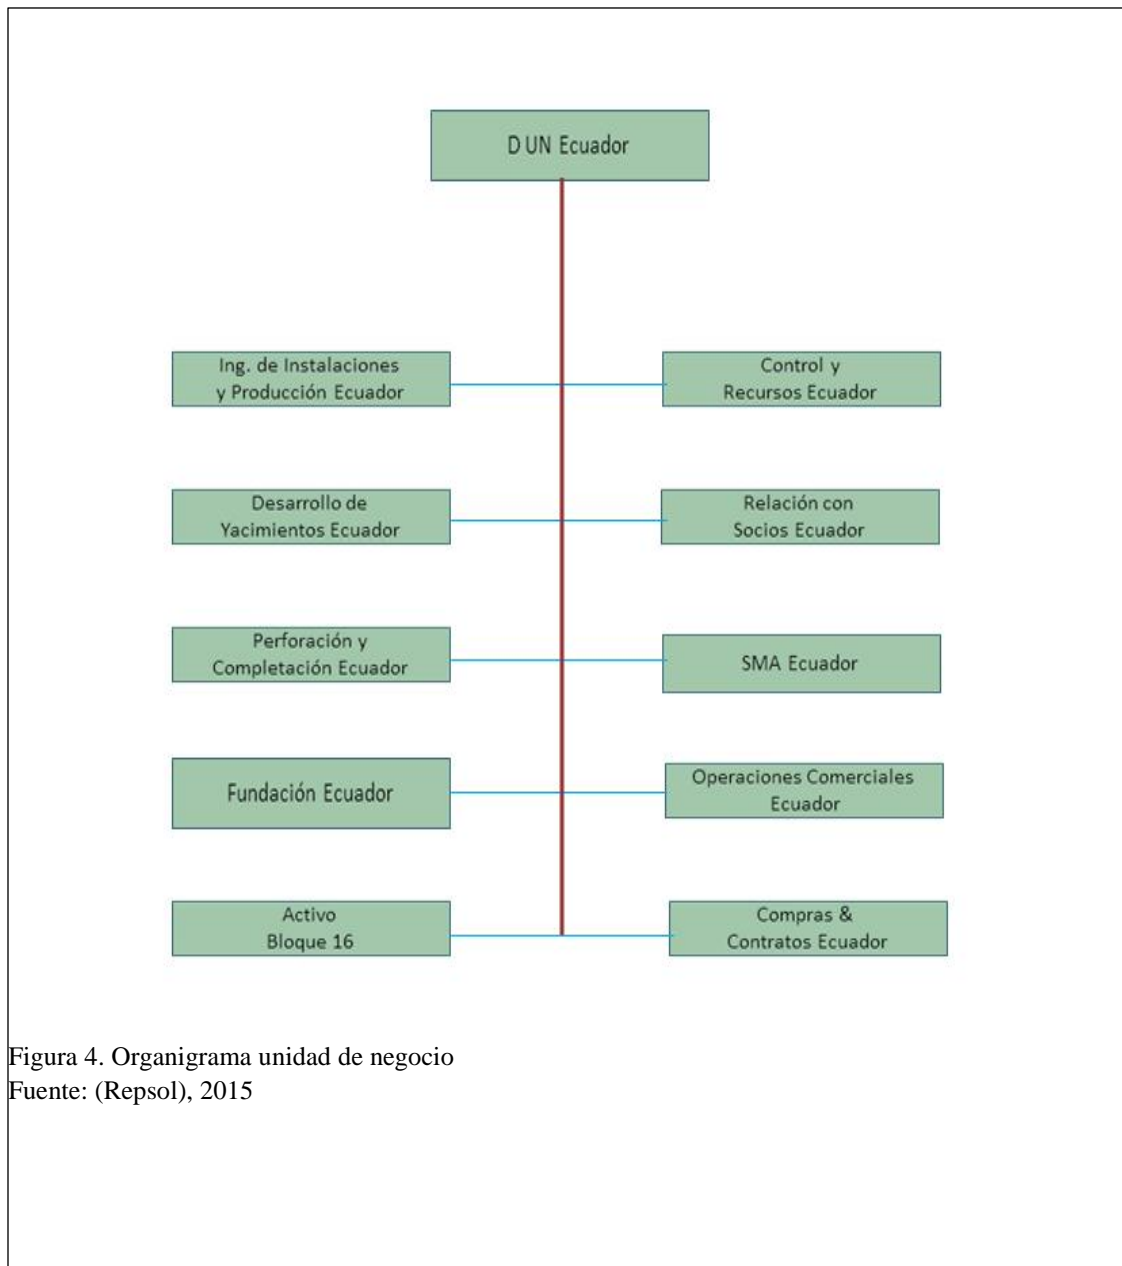 D UN Ecuador
Ing. de Instalaciones
y Producción Ecuador
Control y
Recursos Ecuador
Desarrollo de
Yacimientos Ecuador
Relación con
Socios Ecuador
Perforación y
Completación Ecuador
SMA Ecuador
Fundación Ecuador
Operaciones Comerciales
Ecuador
Activo
Bloque 16
Compras &
Contratos Ecuador
Figura 4. Organigrama unidad de negocio
Fuente: (Repsol), 2015